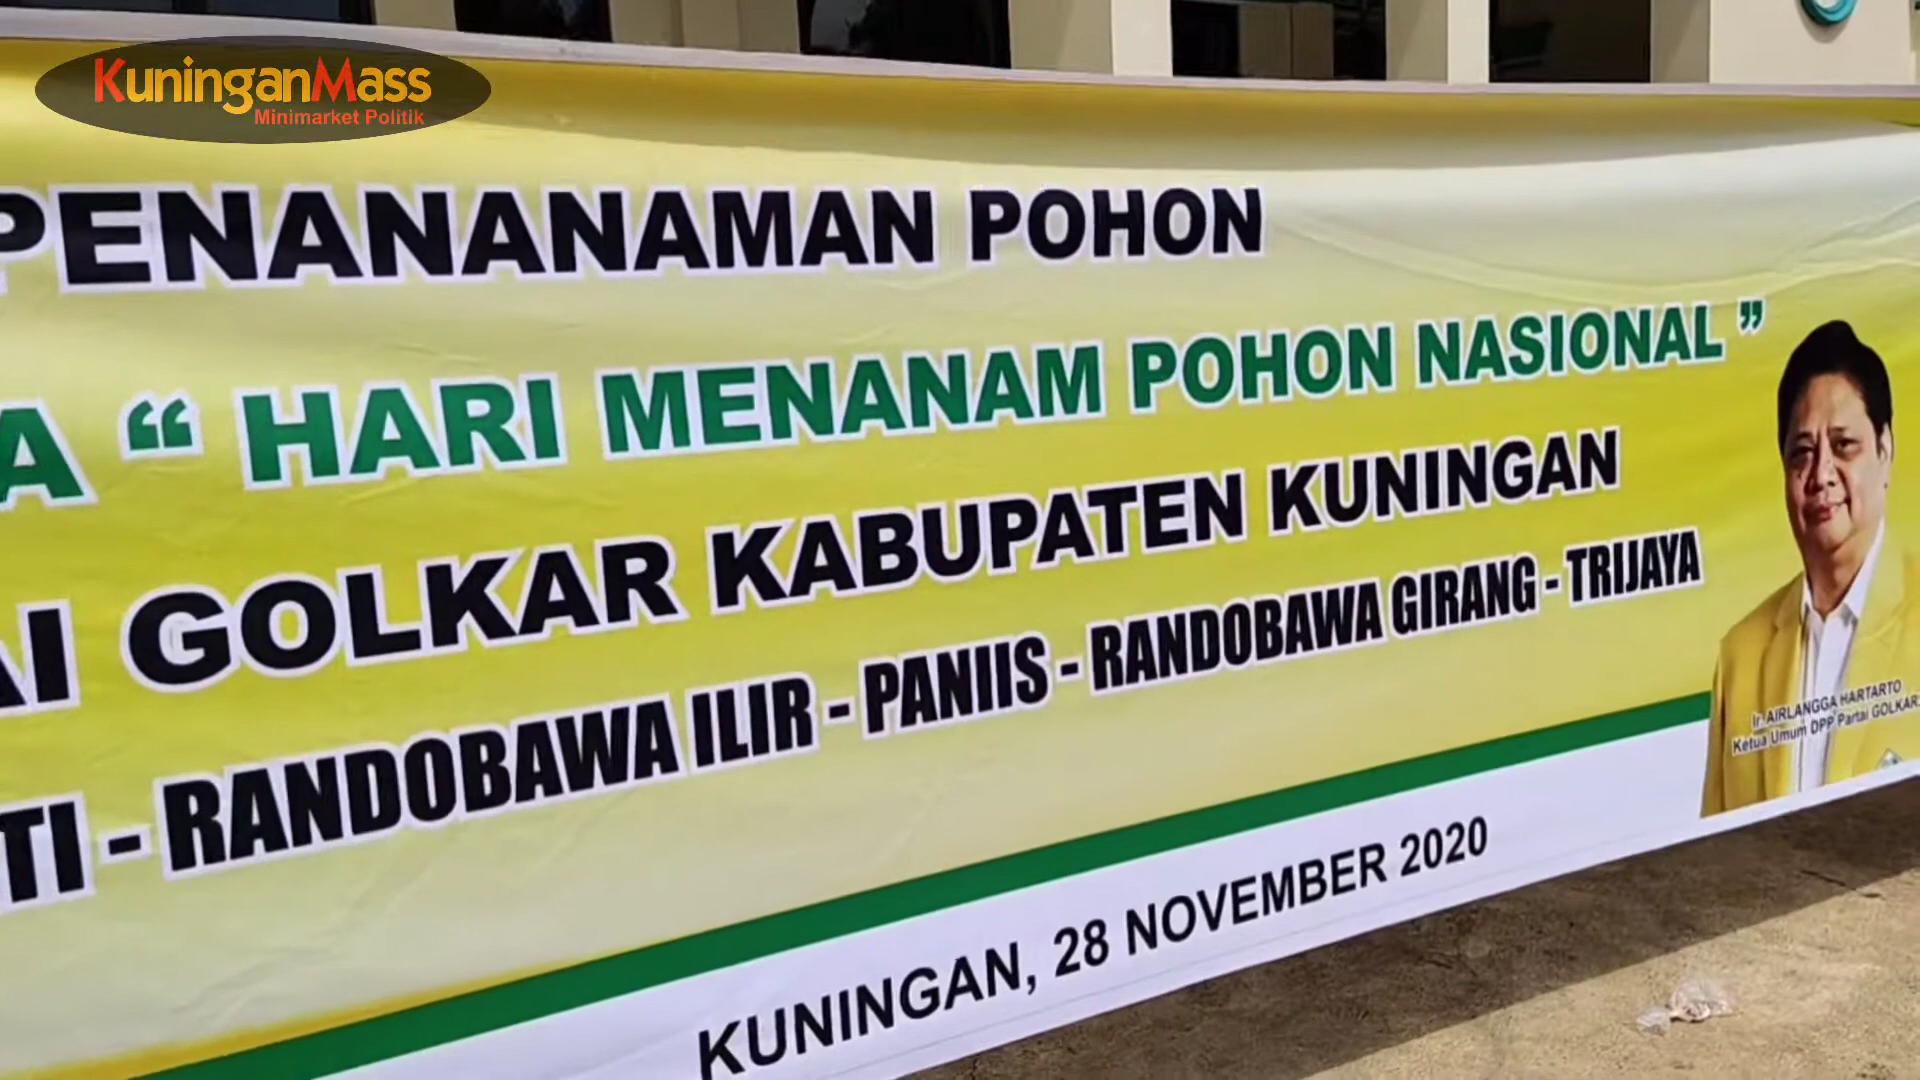 KuninganMass
Minimarket Politik
PENANANAMAN POHON
A “ HARI MENANAM POHON NASIONAL ”
AI GOLKAR KABUPATEN KUNINGAN
TI - RANDOBAWA ILIR - PANIIS - RANDOBAWA GIRANG - TRIJAYA
Ir. AIRLANGGA HARTARTO
Ketua Umum DPP Partai GOLKAR
KUNINGAN, 28 NOVEMBER 2020